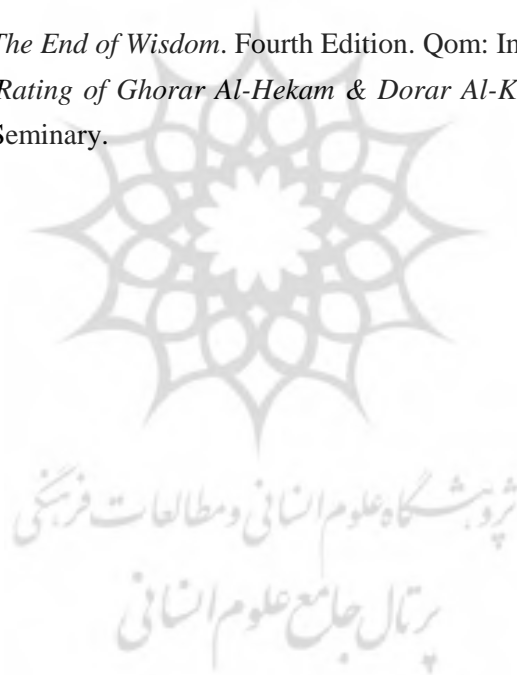 The End of Wisdom. Fourth Edition. Qom: In
Rating of Ghorar Al-Hekam & Dorar Al-K
Seminary.
پژوهشگاه علوم انسانی و مطالعات فرهنگی
پرتال جامع علوم انسانی